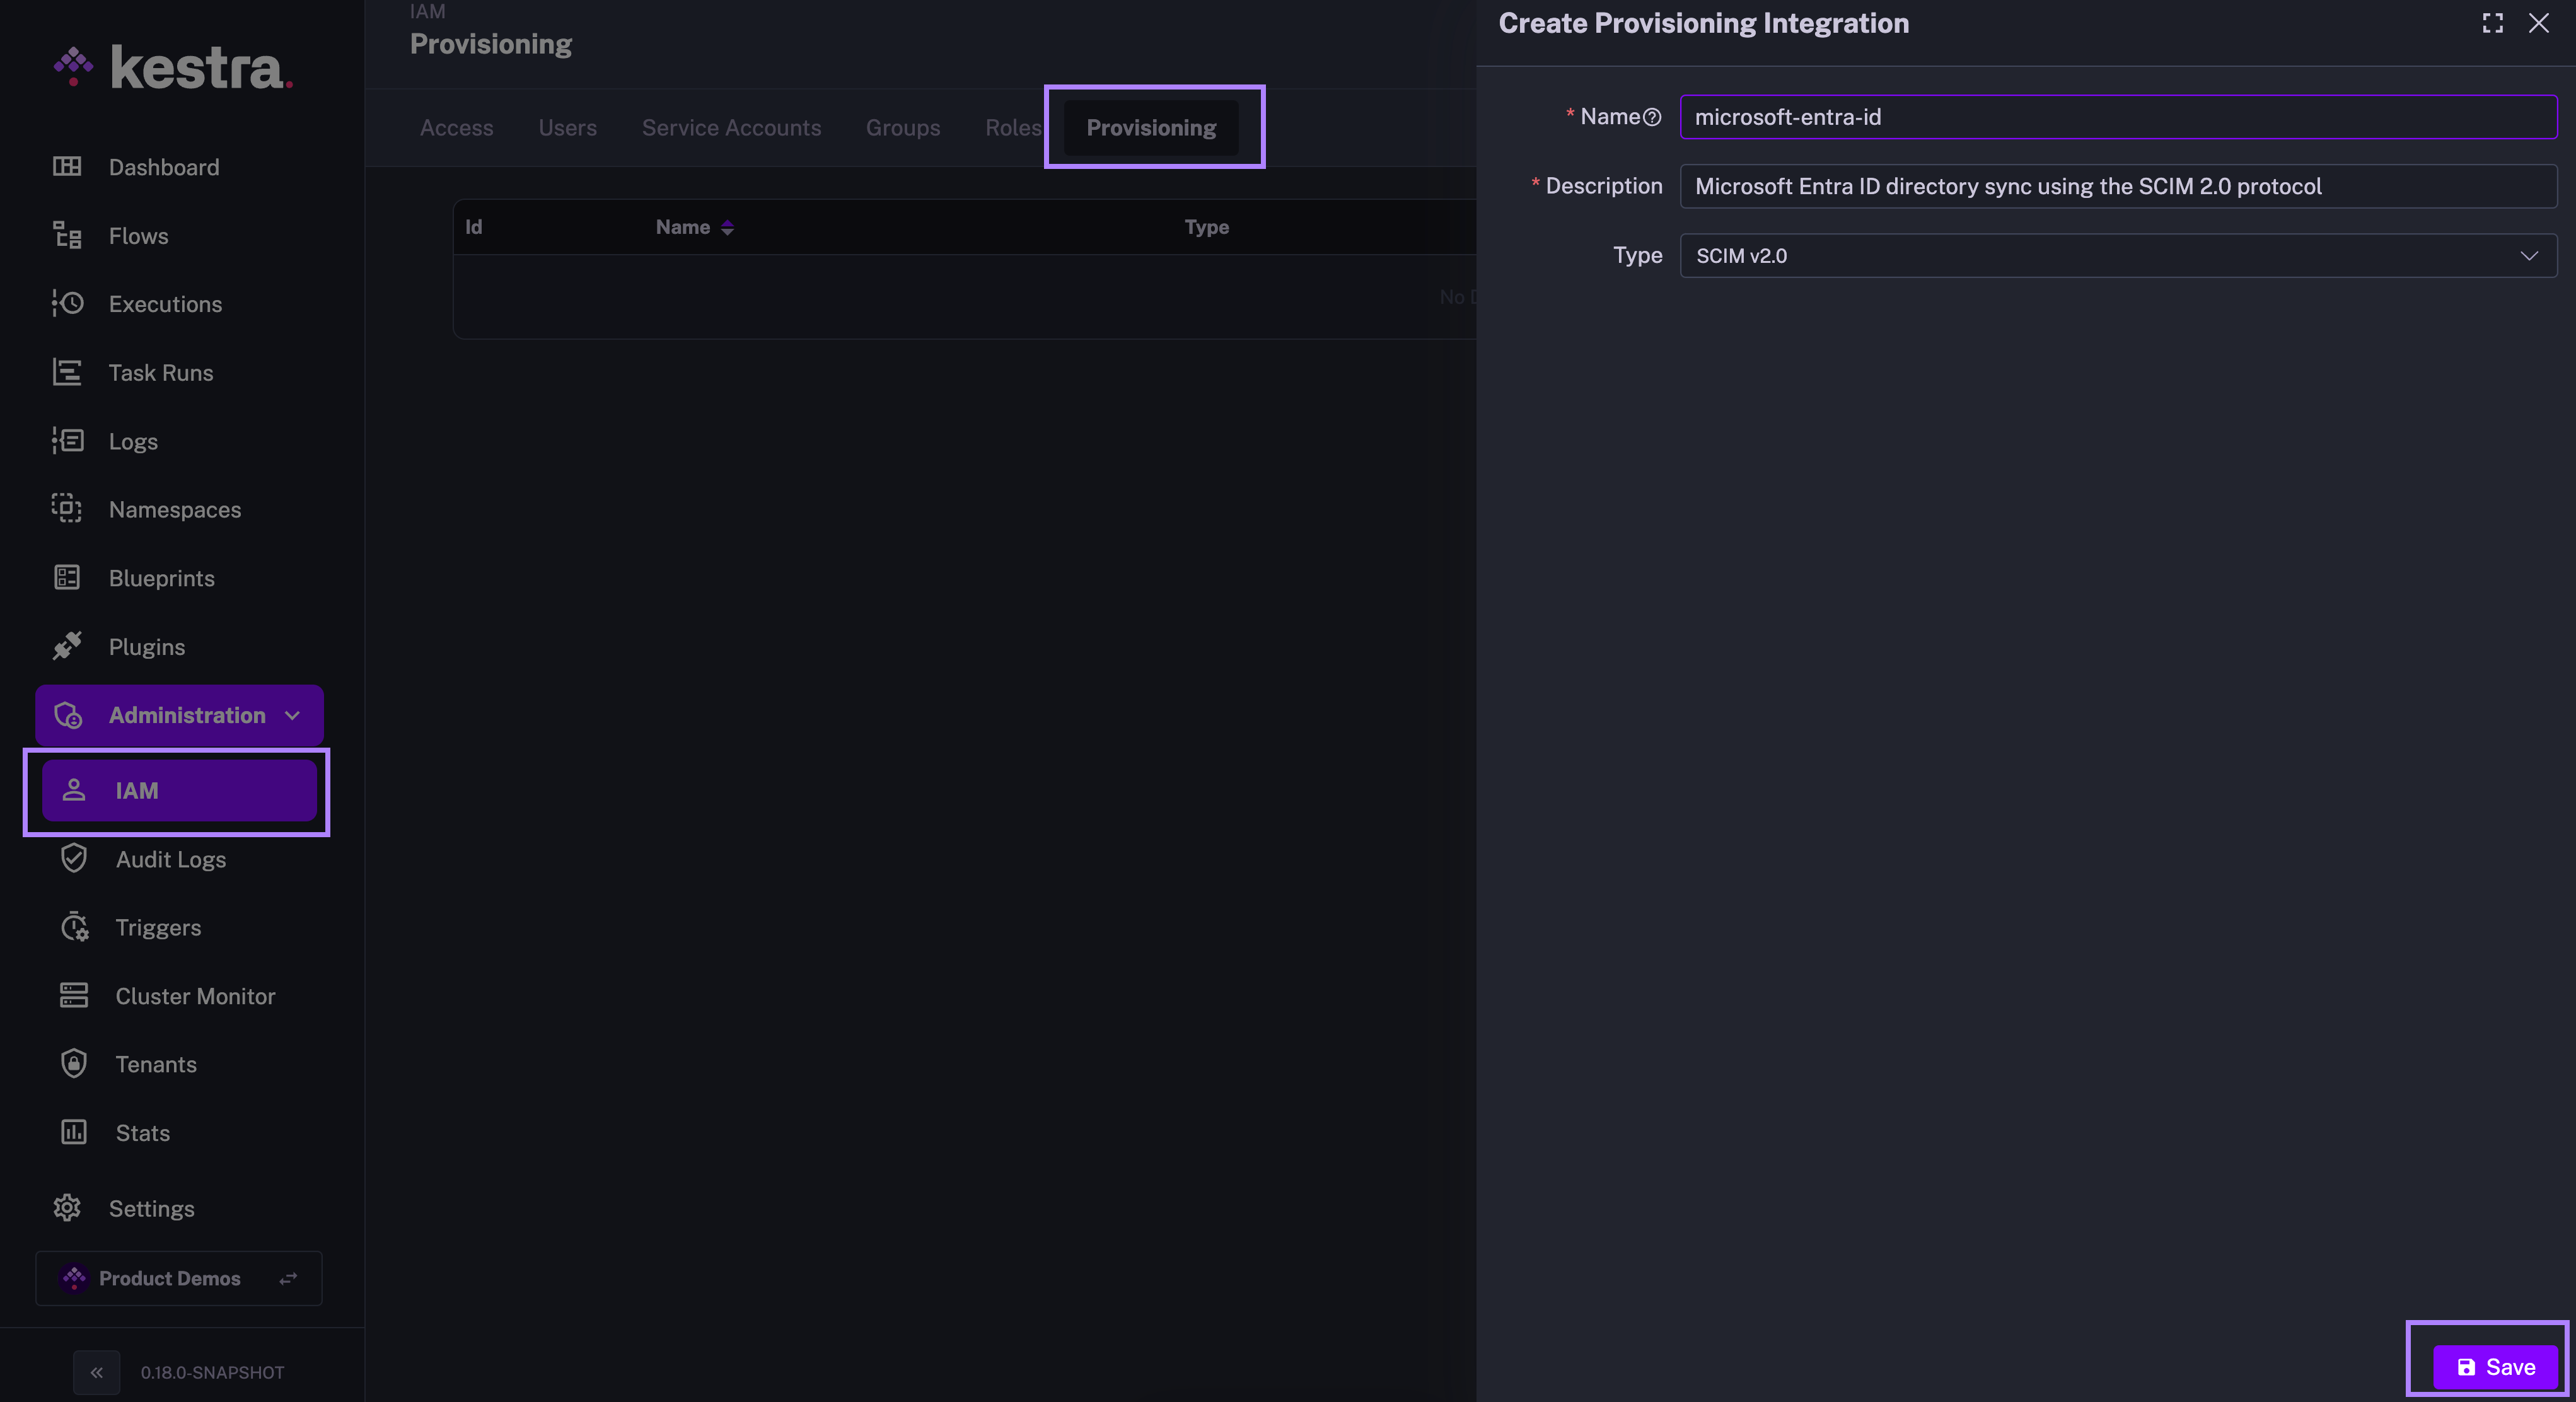 kestra.
Dashboard
Flows
Executions
Task Runs
Logs
Namespaces
Blueprints
Plugins
Administration
IAM
Audit Logs
Triggers
Cluster Monitor
Tenants
Stats
Settings
Product Demos
0.18.0-SNAPSHOT
IAM
Provisioning
Access Users Service Accounts Groups Roles Provisioning
Id Name Type
No
Create Provisioning Integration
* Name microsoft-entra-id
* Description Microsoft Entra ID directory sync using the SCIM 2.0 protocol
Type SCIM v2.0
Save